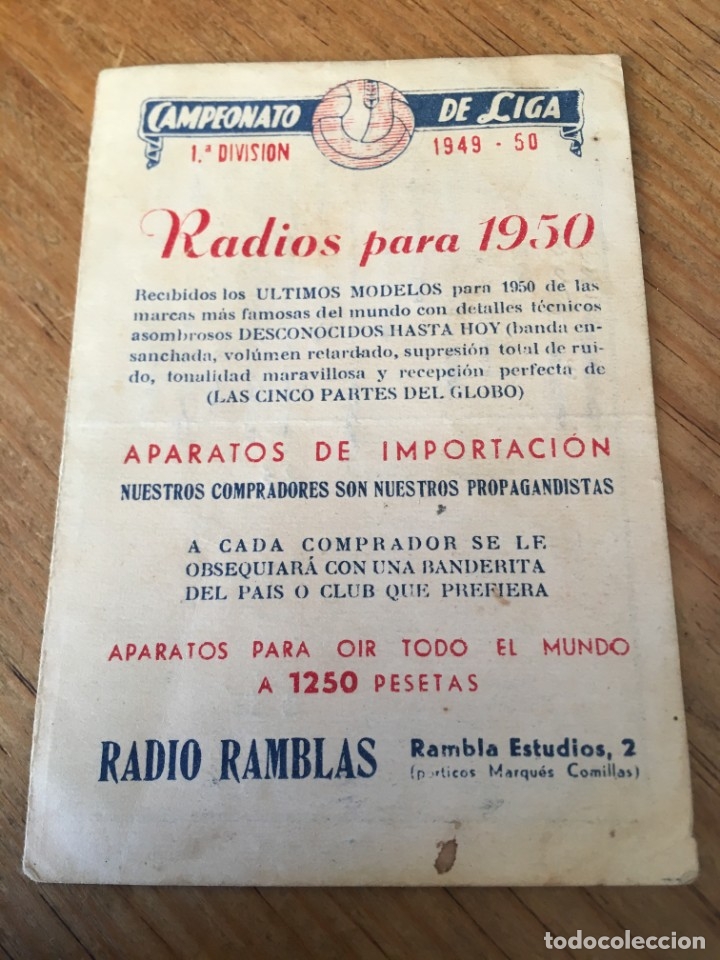 CAMPEONATO DE LIGA
1.ª DIVISION 1949 - 50
Radios para 1950
Recibidos los ULTIMOS MODELOS para 1950 de las
marcas más famosas del mundo con detalles técnicos
asombrosos DESCONOCIDOS HASTA HOY (banda en-
sanchada, volúmen retardado, supresión total de rui-
do, tonalidad maravillosa y recepción perfecta de
(LAS CINCO PARTES DEL GLOBO)
APARATOS DE IMPORTACIÓN
NUESTROS COMPRADORES SON NUESTROS PROPAGANDISTAS
A CADA COMPRADOR SE LE
OBSEQUIARÁ CON UNA BANDERITA
DEL PAIS O CLUB QUE PREFIERA
APARATOS PARA OIR TODO EL MUNDO
A 1250 PESETAS
RADIO RAMBLAS Rambla Estudios, 2
(porticos Marqués Comillas)
todocoleccion